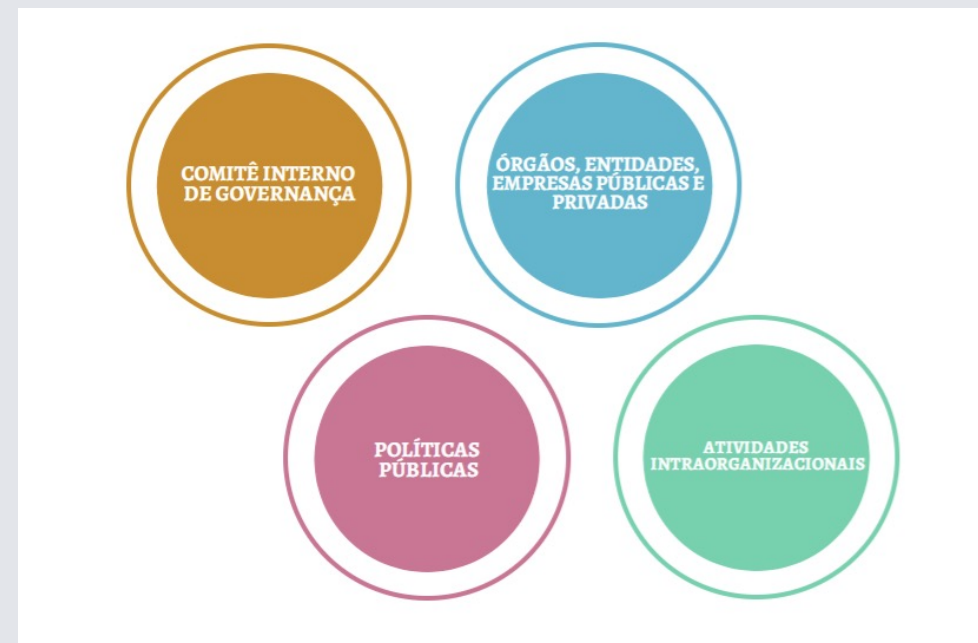 COMITÊ INTERNO
DE GOVERNANÇA
ÓRGÃOS, ENTIDADES,
EMPRESAS PÚBLICAS E
PRIVADAS
POLÍTICAS
PÚBLICAS
ATIVIDADES
INTRAORGANIZACIONAIS